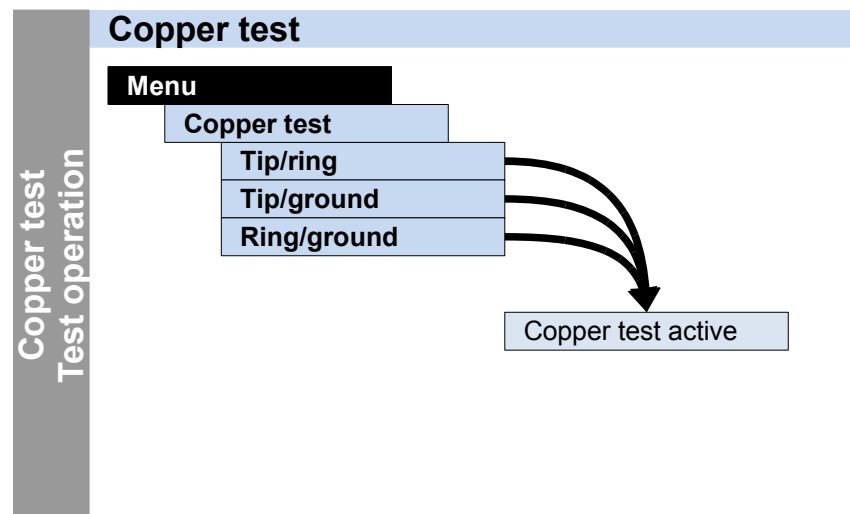 Copper test
Test operation
Copper test
Menu
Copper test
Tip/ring
Tip/ground
Ring/ground
Copper test active